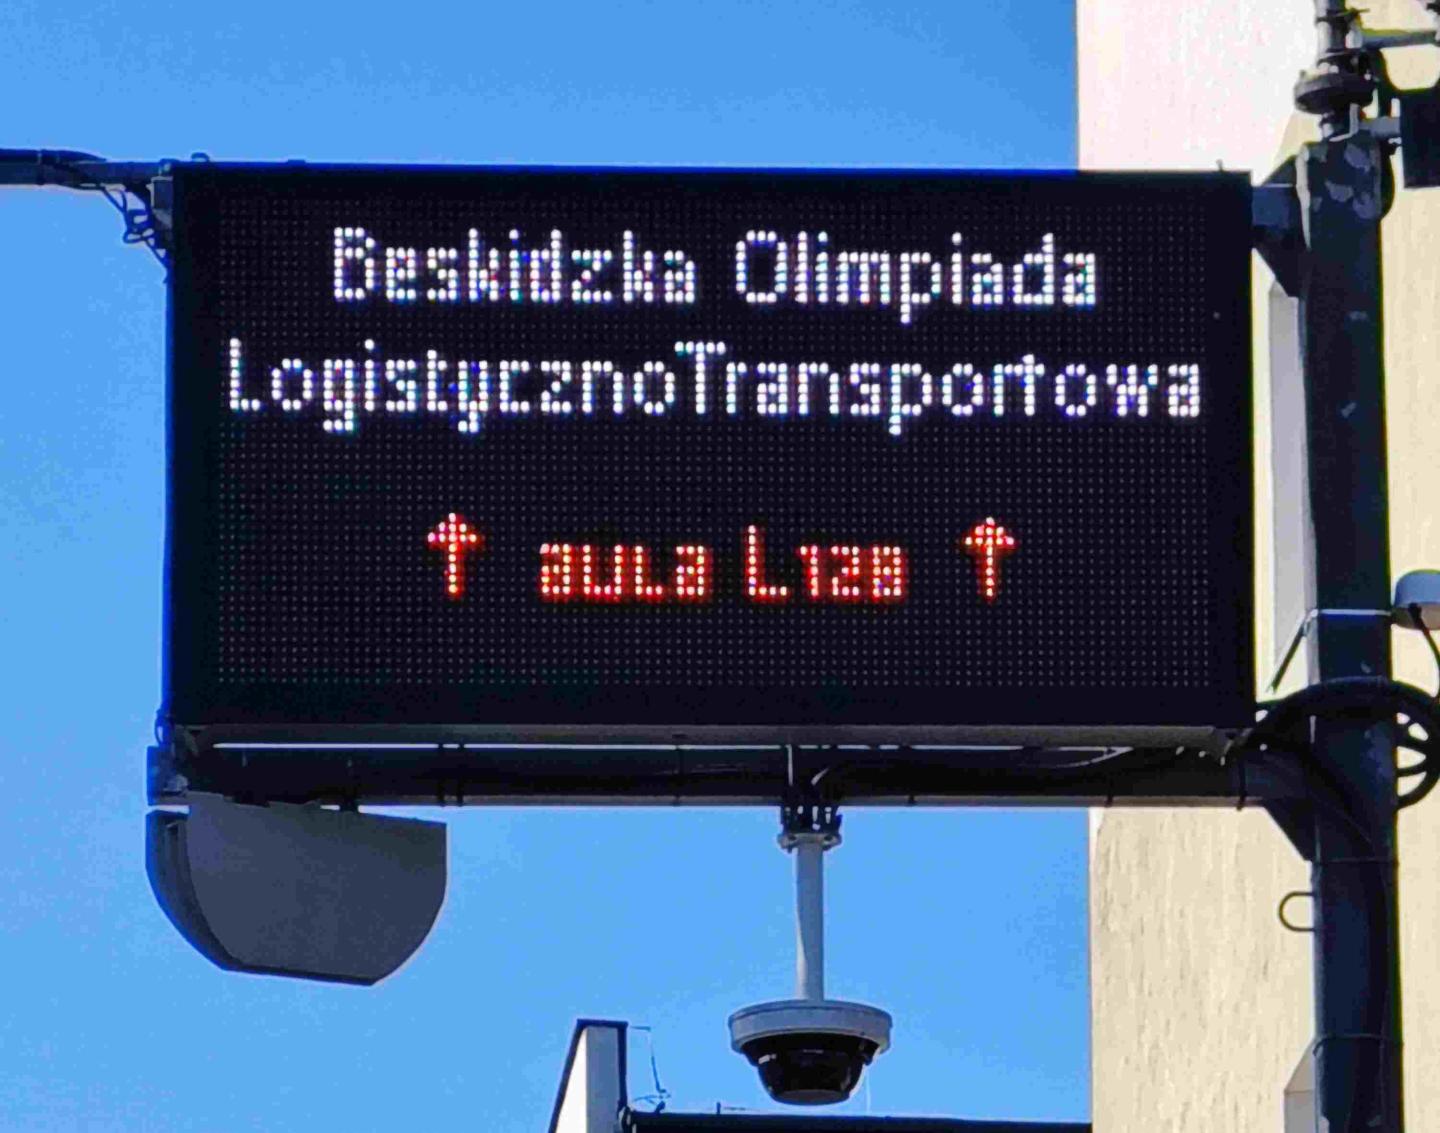 Beskidzka Olimpiada
LogistycznoTransportowa
↑ aula L128 ↑